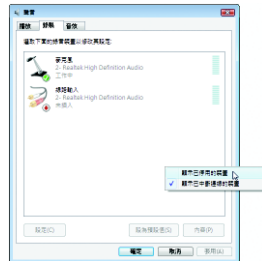 聲音
播放
錄製
音效
選取下面的錄音裝置以修改其設定:
麥克風
2- Realtek High Definition Audio
工作中
線路輸入
2- Realtek High Definition Audio
未插入
顯示已停用的裝置
✓ 顯示已中斷連線的裝置
設定(C)
設為預設值(S)
內容(P)
確定
取消
套用(A)